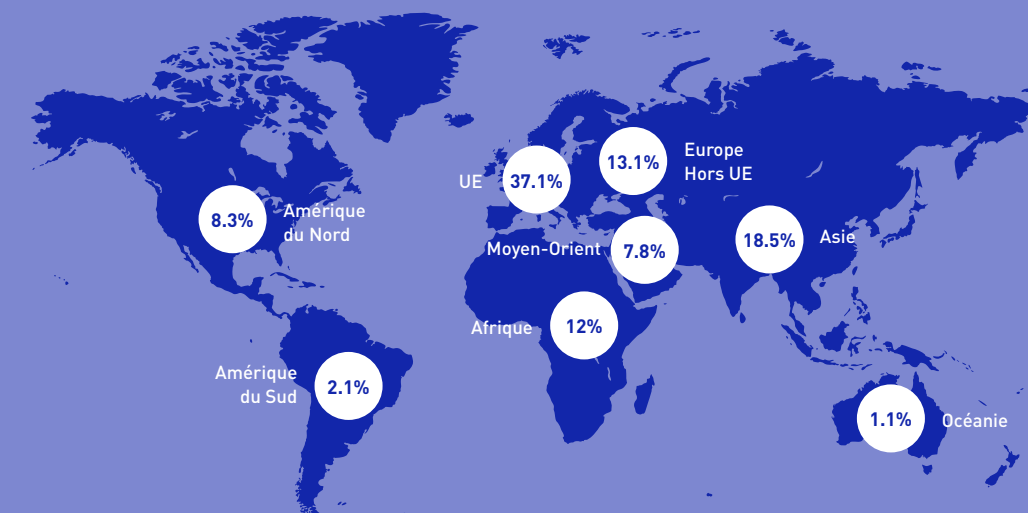 13.1%
Europe
Hors UE
UE
37.1%
8.3%
Amérique
du Nord
Moyen-Orient
7.8%
18.5%
Asie
Afrique
12%
Amérique
du Sud
2.1%
1.1%
Océanie